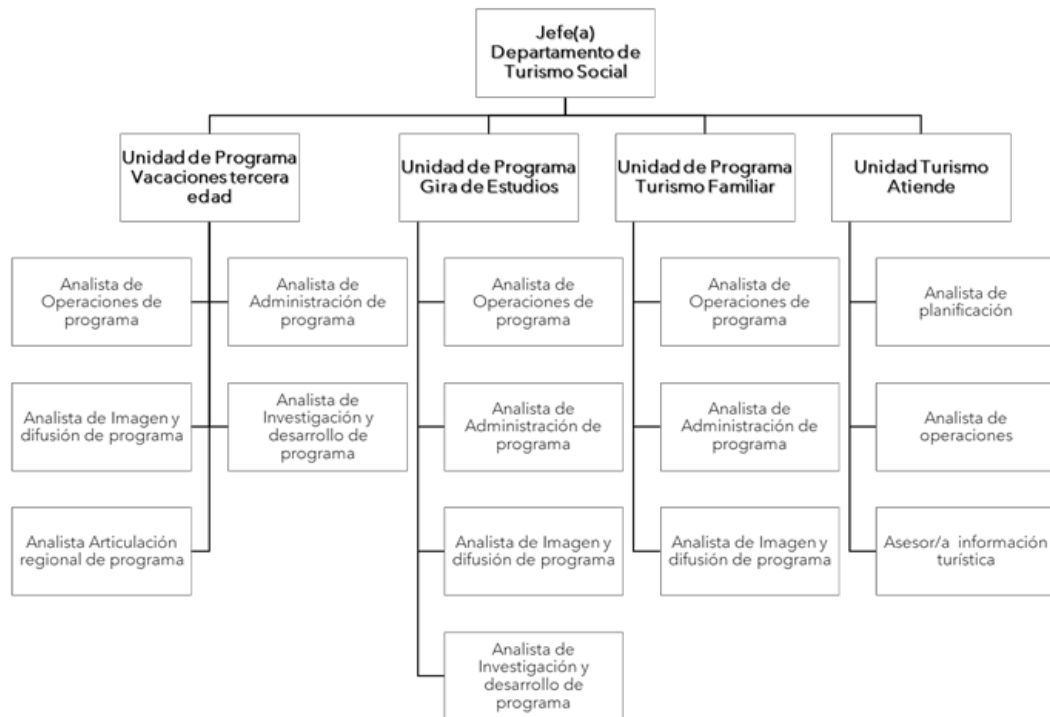 Jefe(a)
Departamento de
Turismo Social
Unidad de Programa
Vacaciones tercera
edad
Unidad de Programa
Gira de Estudios
Unidad de Programa
Turismo Familiar
Unidad Turismo
Atiende
Analista de
Operaciones de
programa
Analista de
Administración de
programa
Analista de
Operaciones de
programa
Analista de
Operaciones de
programa
Analista de
planificación
Analista de Imagen y
difusión de programa
Analista de
Investigación y
desarrollo de
programa
Analista de
Administración de
programa
Analista de
Administración de
programa
Analista de
operaciones
Analista Articulación
regional de programa
Analista de Imagen y
difusión de programa
Analista de Imagen y
difusión de programa
Asesor/a información
turística
Analista de
Investigación y
desarrollo de
programa